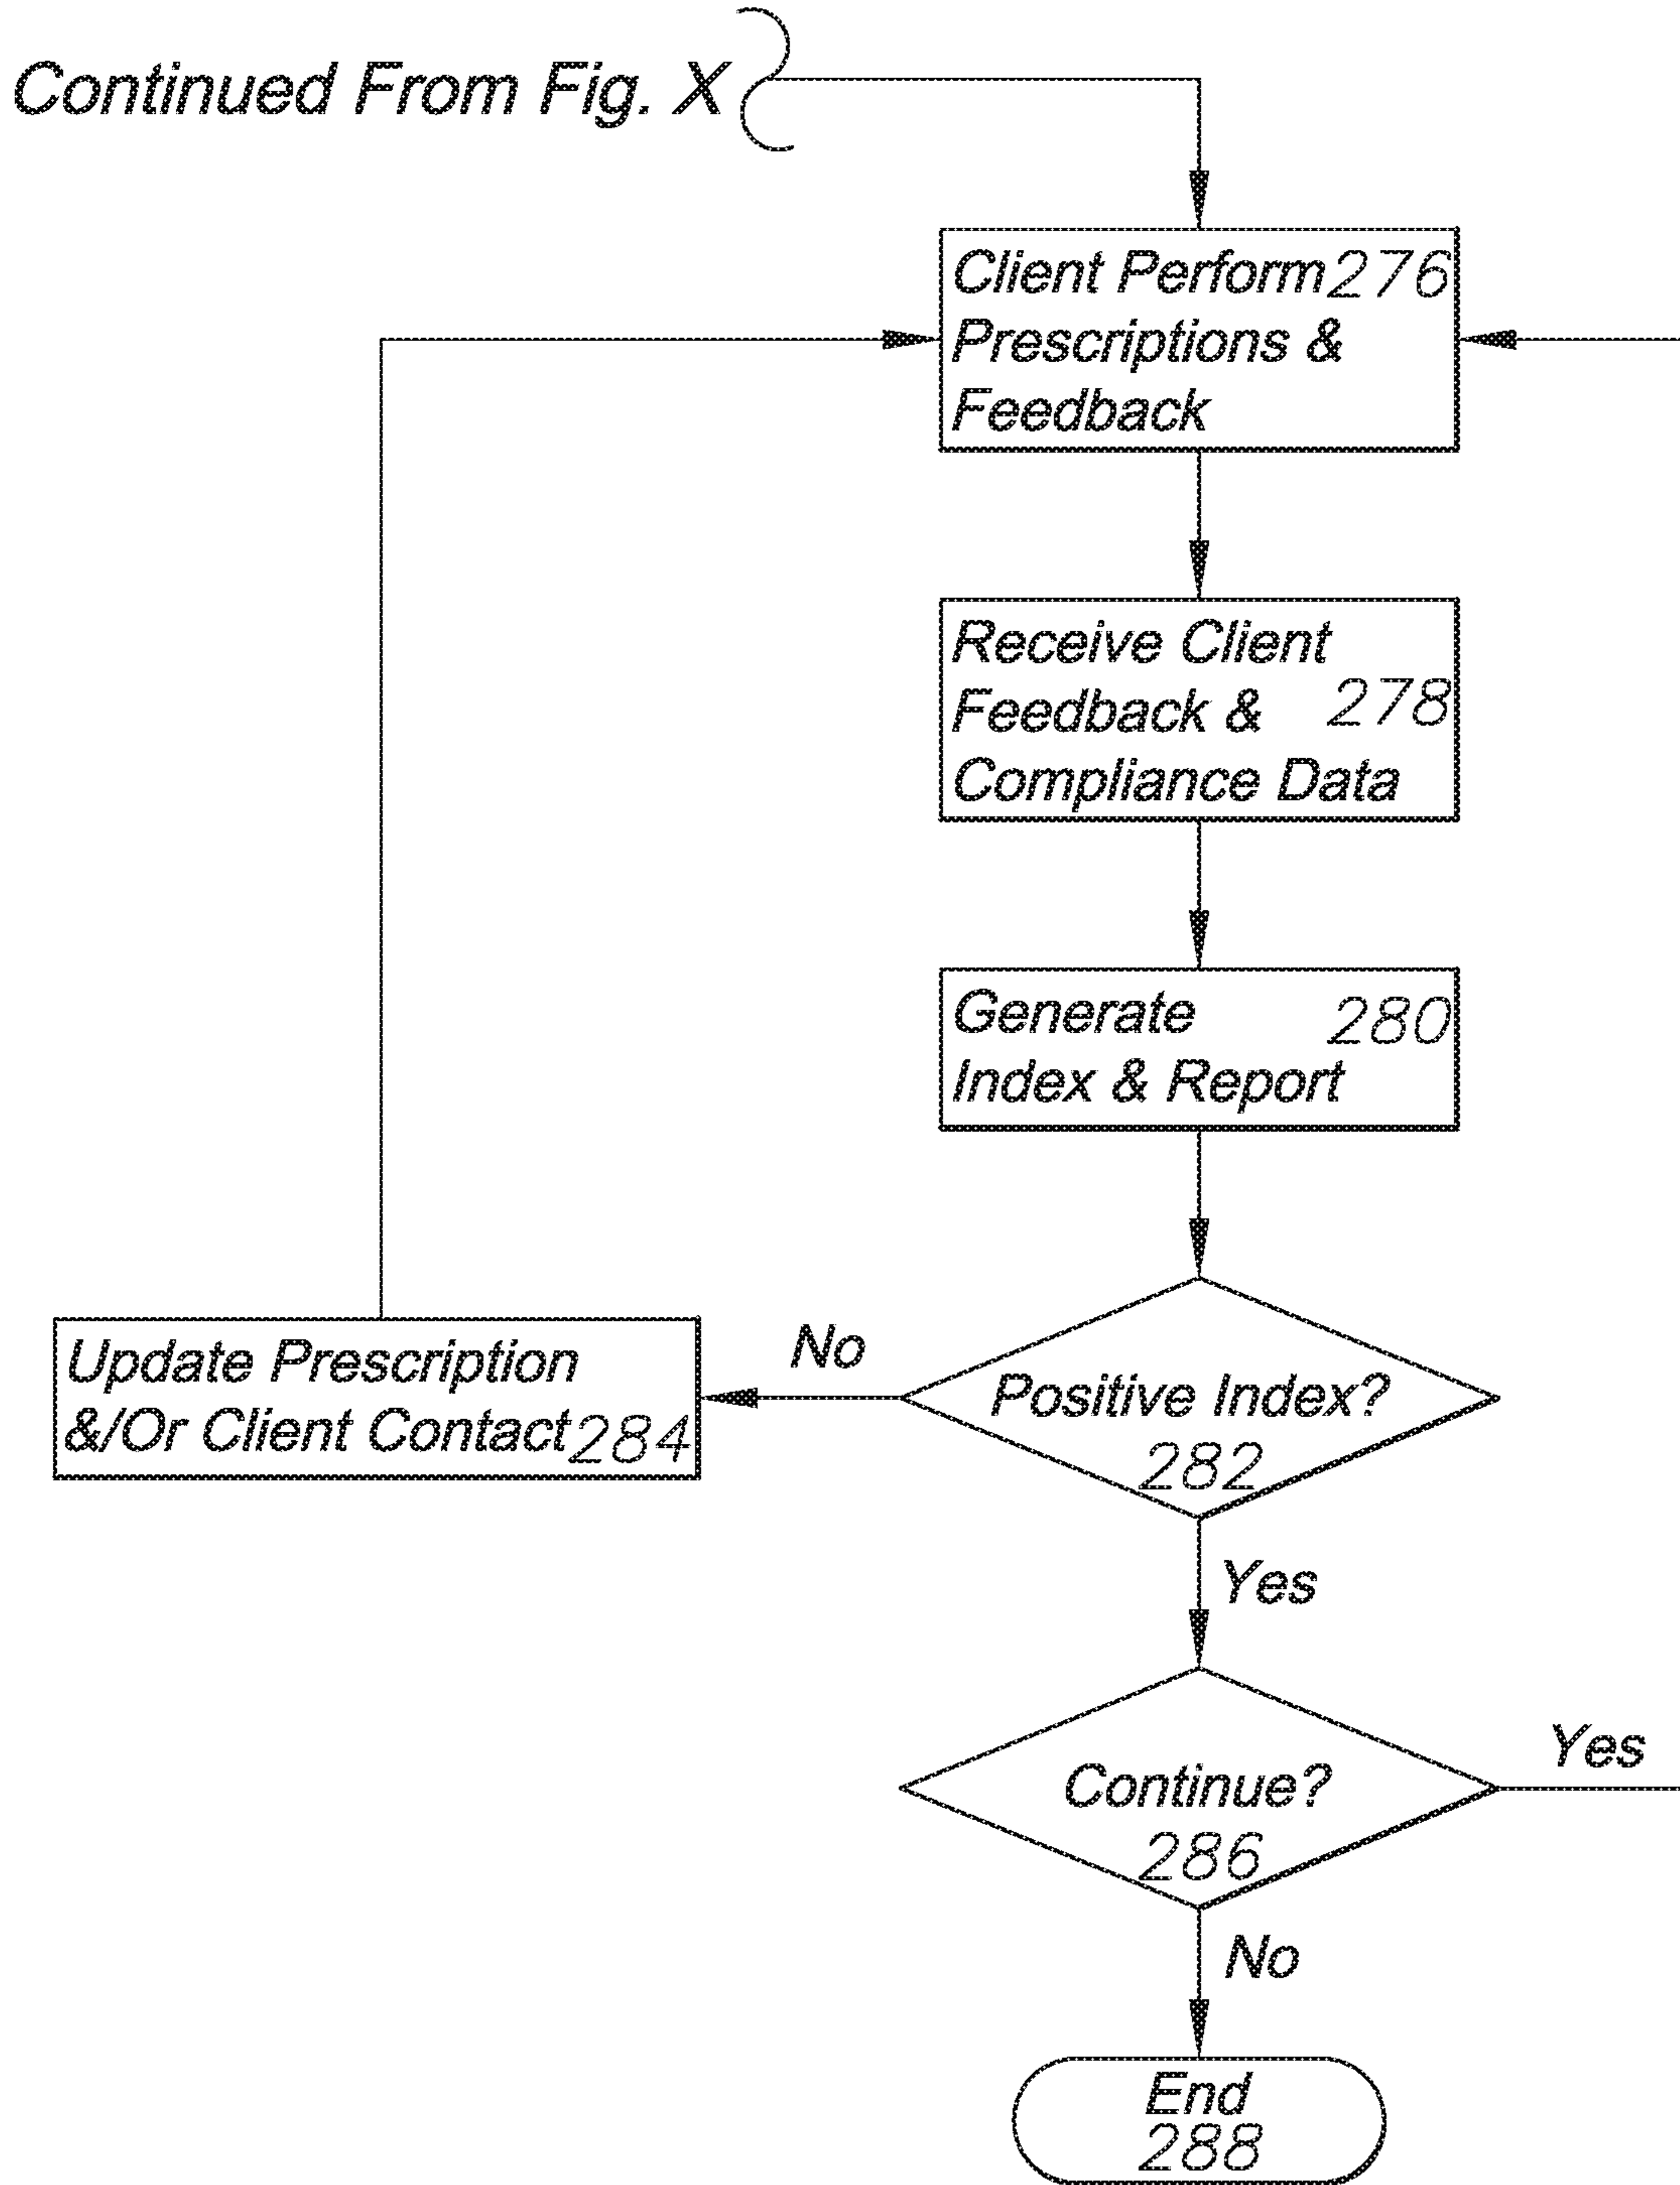 Continued From Fig. X
Client Perform 276
Prescriptions &
Feedback
Receive Client
Feedback & 278
Compliance Data
Generate 280
Index & Report
No
Update Prescription
&/Or Client Contact 284
Positive Index?
282
Yes
Continue?
286
Yes
No
End
288